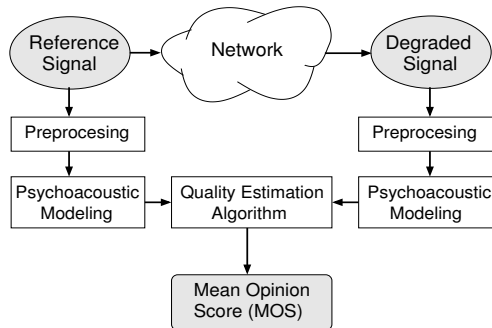 Reference
Signal
Network
Degraded
Signal
Preprocesing
Preprocesing
Psychoacoustic
Modeling
Quality Estimation
Algorithm
Psychoacoustic
Modeling
Mean Opinion
Score (MOS)